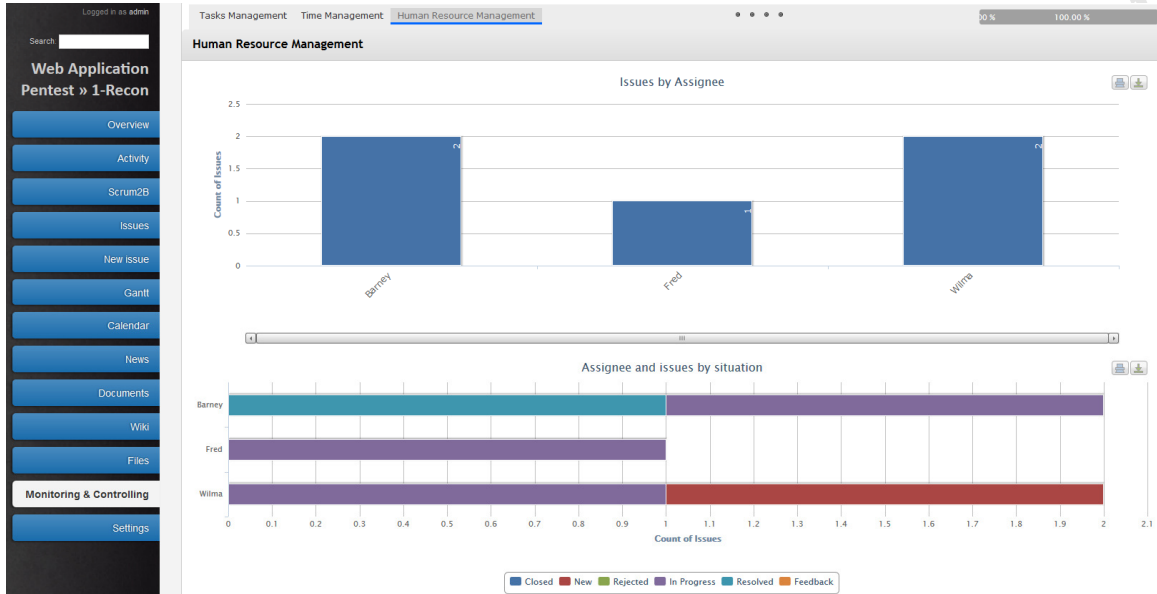 Logged in as admin
Search:
Web Application
Pentest » 1-Recon
Overview
Activity
Scrum2B
Issues
New issue
Gantt
Calendar
News
Documents
Wiki
Files
Monitoring & Controlling
Settings
Tasks Management Time Management Human Resource Management
100.00 %
Human Resource Management
Issues by Assignee
Count of Issues
2.5
2
1.5
1
0.5
0
2
1
2
Barney
Fred
Wilma
Assignee and issues by situation
Barney
Fred
Wilma
0 0.1 0.2 0.3 0.4 0.5 0.6 0.7 0.8 0.9 1 1.1 1.2 1.3 1.4 1.5 1.6 1.7 1.8 1.9 2 2.1
Count of Issues
Closed New Rejected In Progress Resolved Feedback